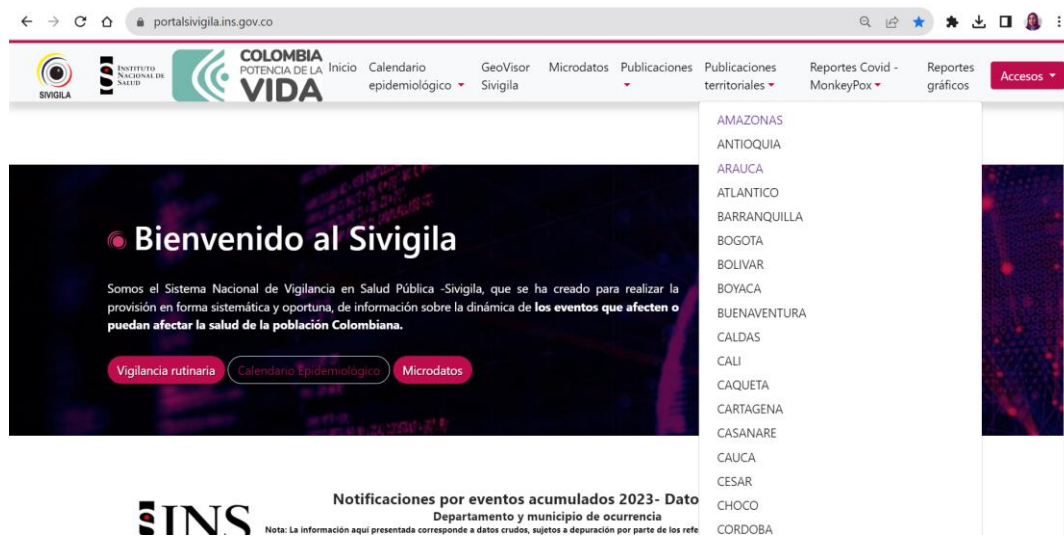 portalsivigila.ins.gov.co
SIVIGILA
INSTITUTO
NACIONAL DE
SALUD
COLOMBIA
POTENCIA DE LA
VIDA
Inicio
Calendario
epidemiológico
GeoVisor
Sivigila
Microdatos
Publicaciones
Publicaciones
territoriales
Reportes Covid -
MonkeyPox
Reportes
gráficos
Accesos
AMAZONAS
ANTIOQUIA
ARAUCA
ATLANTICO
BARRANQUILLA
BOGOTA
BOLIVAR
BOYACA
BUENAVENTURA
CALDAS
CALI
CAQUETA
CARTAGENA
CASANARE
CAUCA
CESAR
CHOCO
CORDOBA
Bienvenido al Sivigila
Somos el Sistema Nacional de Vigilancia en Salud Pública -Sivigila, que se ha creado para realizar la
provisión en forma sistemática y oportuna, de información sobre la dinámica de los eventos que afecten o
puedan afectar la salud de la población Colombiana.
Vigilancia rutinaria
Calendario Epidemiológico
Microdatos
INS
Notificaciones por eventos acumulados 2023- Dato
Departamento y municipio de ocurrencia
Nota: La información aquí presentada corresponde a datos crudos, sujetos a depuración por parte de los refe